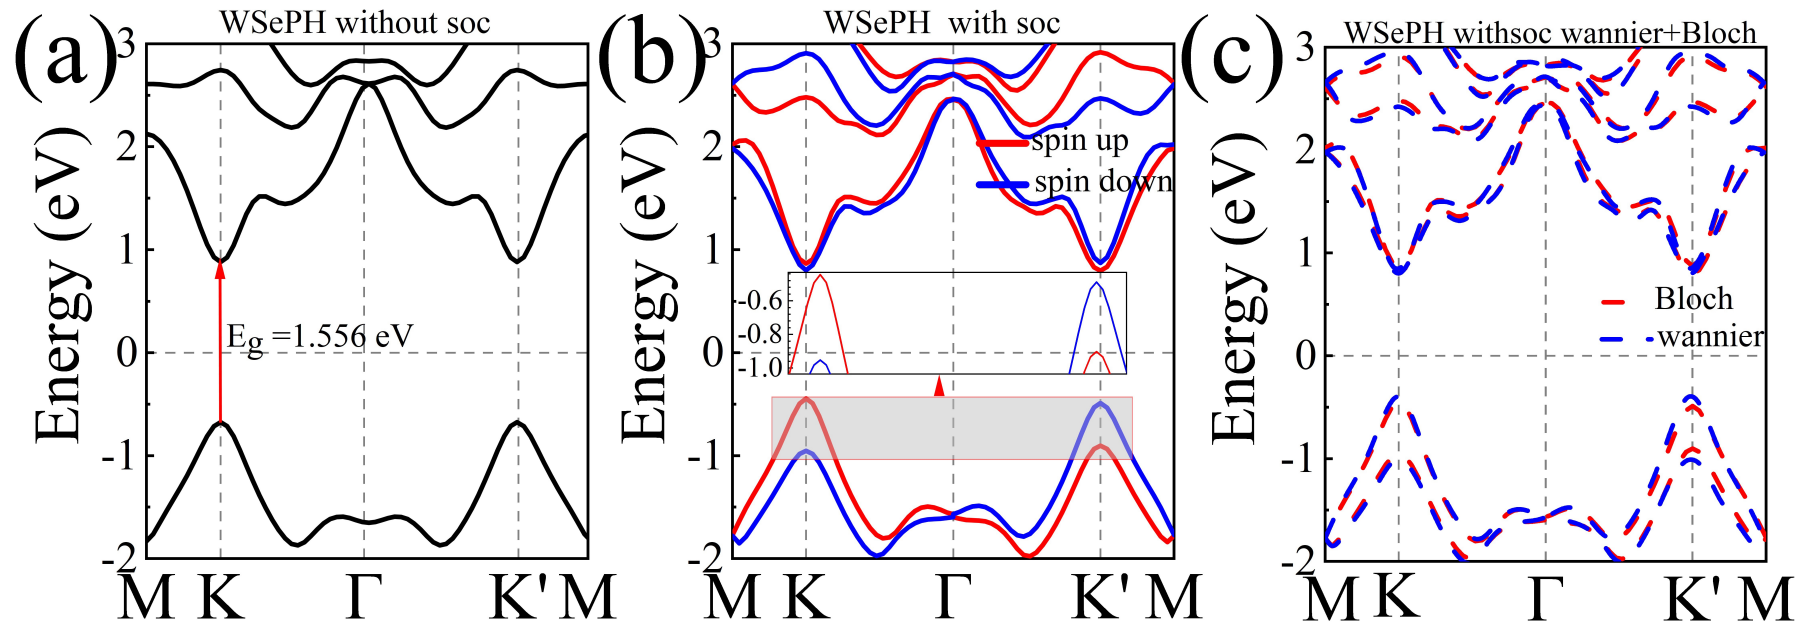 (a)
WSePH without soc
Energy (eV)
3
2
1
0
-1
-2
Eg =1.556 eV
M K Γ K' M
(b)
WSePH with soc
Energy (eV)
3
2
1
0
-1
-2
spin up
spin down
-0.6
-0.8
-1.0
M K Γ K' M
(c)
WSePH withsoc wannier+Bloch
Energy (eV)
3
2
1
0
-1
-2
Bloch
wannier
M K Γ K' M